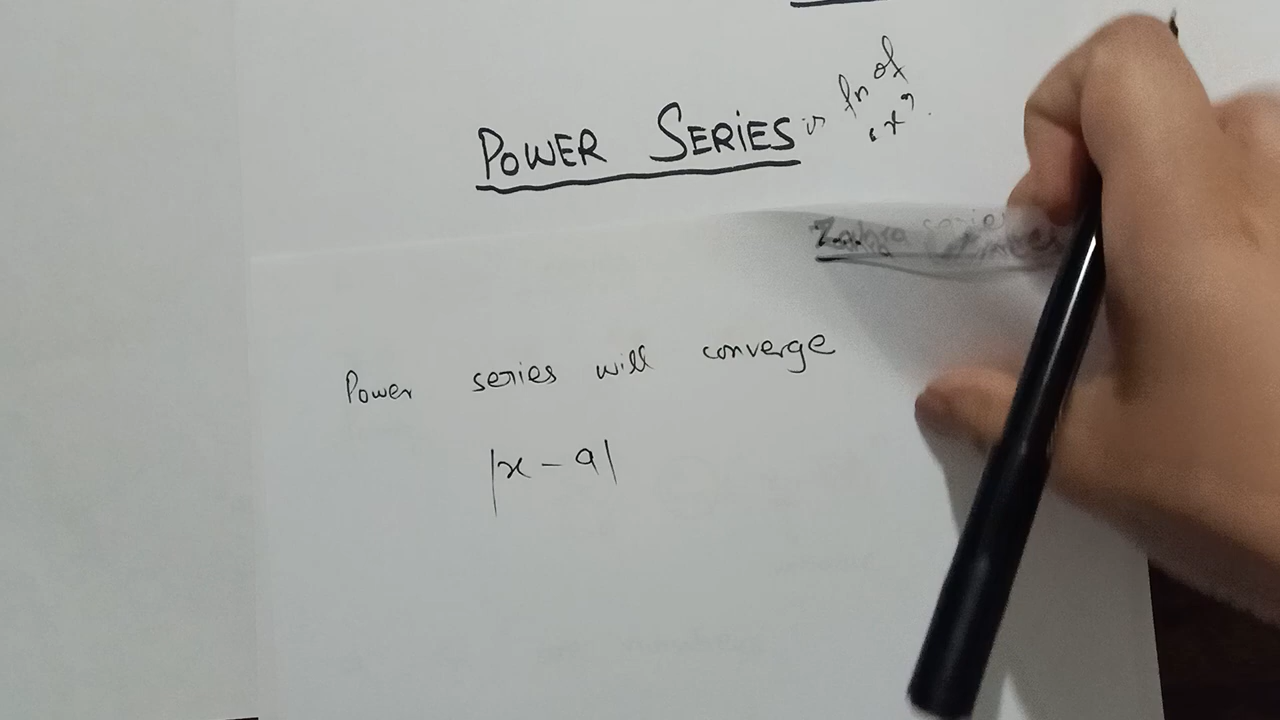 POWER SERIES is fn of
"x".
Power series will converge
|x - a|